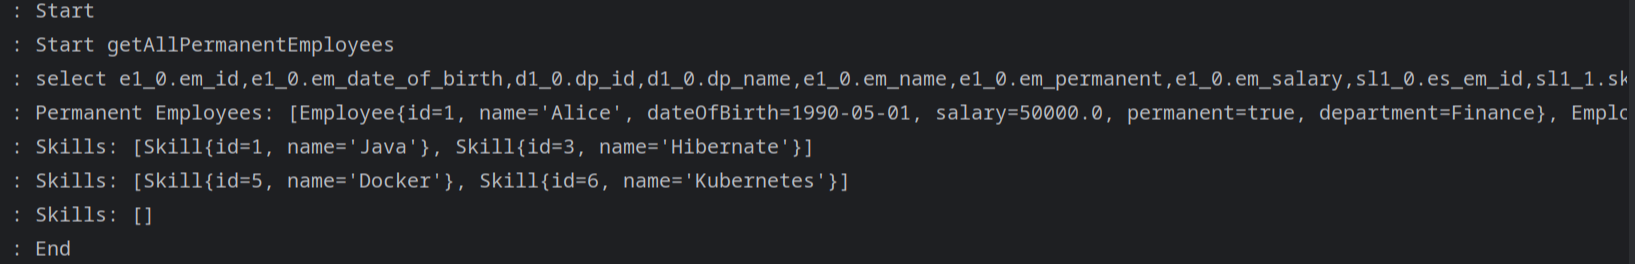 : Start
: Start getAllPermanentEmployees
: select e1_0.em_id,e1_0.em_date_of_birth,d1_0.dp_id,d1_0.dp_name,e1_0.em_name,e1_0.em_permanent,e1_0.em_salary,sl1_0.es_em_id,sl1_1.sk
: Permanent Employees: [Employee{id=1, name='Alice', dateOfBirth=1990-05-01, salary=50000.0, permanent=true, department=Finance}, Emplo
: Skills: [Skill{id=1, name='Java'}, Skill{id=3, name='Hibernate'}]
: Skills: [Skill{id=5, name='Docker'}, Skill{id=6, name='Kubernetes'}]
: Skills: []
: End